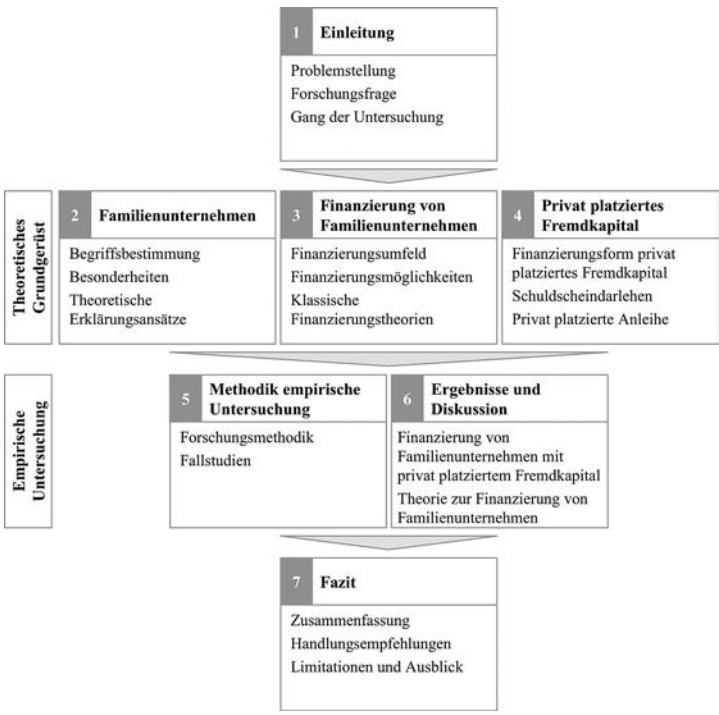 1 Einleitung
Problemstellung
Forschungsfrage
Gang der Untersuchung
Theoretisches
Grundgerüst
2 Familienunternehmen
Begriffsbestimmung
Besonderheiten
Theoretische
Erklärungsansätze
3 Finanzierung von
Familienunternehmen
Finanzierungsumfeld
Finanzierungsmöglichkeiten
Klassische
Finanzierungstheorien
4 Privat platziertes
Fremdkapital
Finanzierungsform privat
platziertes Fremdkapital
Schuldscheindarlehen
Privat platzierte Anleihe
Empirische
Untersuchung
5 Methodik empirische
Untersuchung
Forschungsmethodik
Fallstudien
6 Ergebnisse und
Diskussion
Finanzierung von
Familienunternehmen mit
privat platziertem Fremdkapital
Theorie zur Finanzierung von
Familienunternehmen
7 Fazit
Zusammenfassung
Handlungsempfehlungen
Limitationen und Ausblick